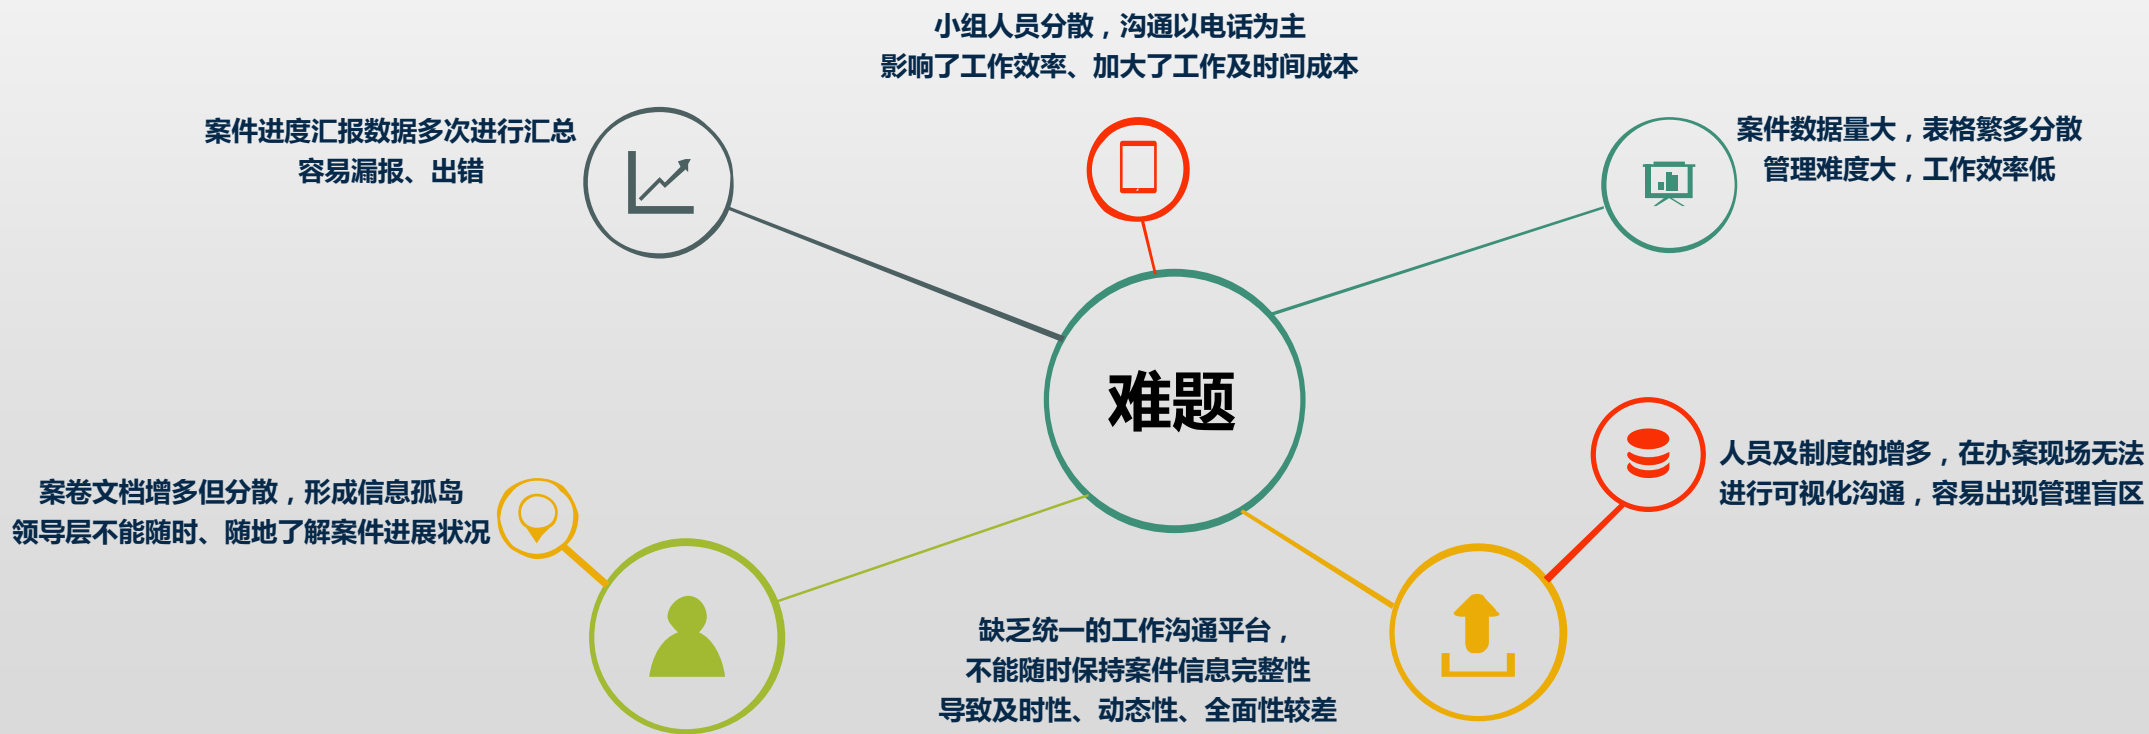 小组人员分散，沟通以电话为主
影响了工作效率、加大了工作及时间成本
案件进度汇报数据多次进行汇总
容易漏报、出错
案件数据量大，表格繁多分散
管理难度大，工作效率低
难题
案卷文档增多但分散，形成信息孤岛
领导层不能随时、随地了解案件进展状况
人员及制度的增多，在办案现场无法
进行可视化沟通，容易出现管理盲区
缺乏统一的工作沟通平台，
不能随时保持案件信息完整性
导致及时性、动态性、全面性较差